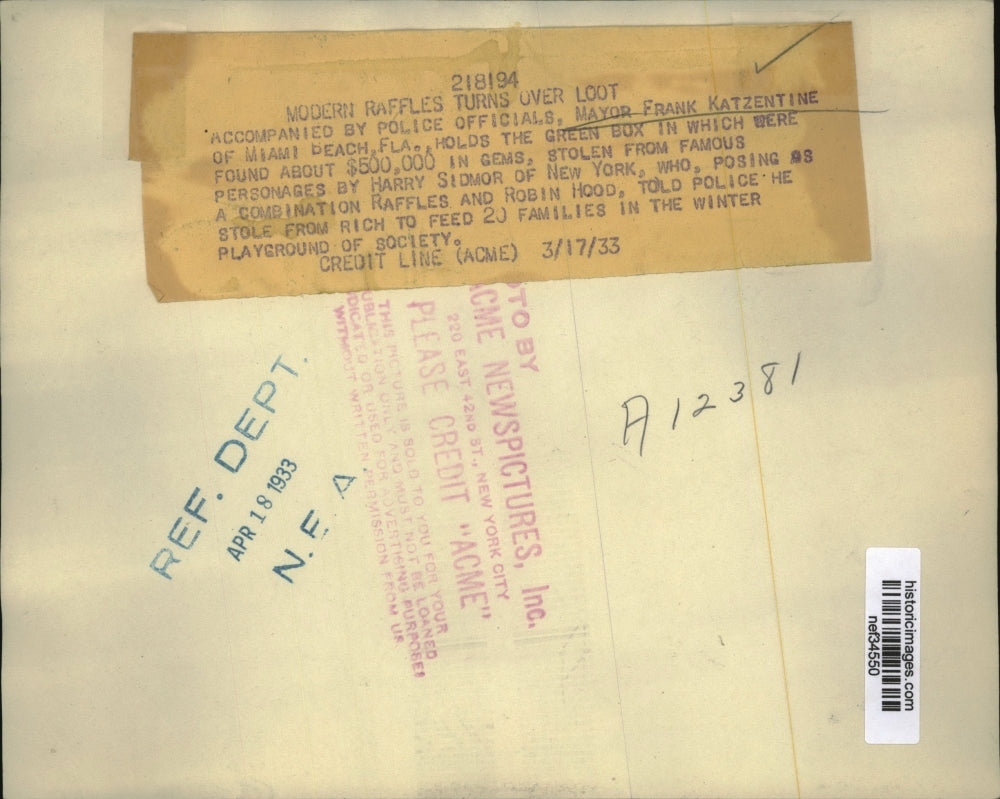 218194
MODERN RAFFLES TURNS OVER LOOT
ACCOMPANIED BY POLICE OFFICIALS, MAYOR FRANK KATZENTINE
OF MIAMI BEACH, FLA., HOLDS THE GREEN BOX IN WHICH WERE
FOUND ABOUT $500,000 IN GEMS, STOLEN FROM FAMOUS
PERSONAGES BY HARRY SIDMOR OF NEW YORK, WHO, POSING AS
A COMBINATION RAFFLES AND ROBIN HOOD, TOLD POLICE HE
STOLE FROM RICH TO FEED 20 FAMILIES IN THE WINTER
PLAYGROUND OF SOCIETY.
CREDIT LINE (ACME) 3/17/33
OTO BY
ACME NEWSPICTURES, Inc.
220 EAST 42ND ST., NEW YORK CITY
PLEASE CREDIT "ACME"
THIS PICTURE IS SOLD TO YOU FOR YOUR
UBLICATION ONLY AND MUST NOT BE LOANED
DICATED OR USED FOR ADVERTISING PURPOSES
WITHOUT WRITTEN PERMISSION FROM US
REF. DEPT.
APR 18 1933
N. E. A
A12381
historicimages.com
nef34550